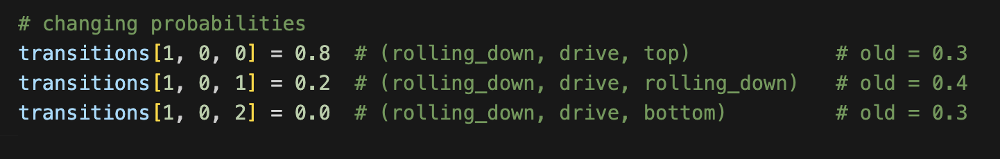 # changing probabilities
transitions[1, 0, 0] = 0.8  # (rolling_down, drive, top)            # old = 0.3
transitions[1, 0, 1] = 0.2  # (rolling_down, drive, rolling_down)   # old = 0.4
transitions[1, 0, 2] = 0.0  # (rolling_down, drive, bottom)         # old = 0.3